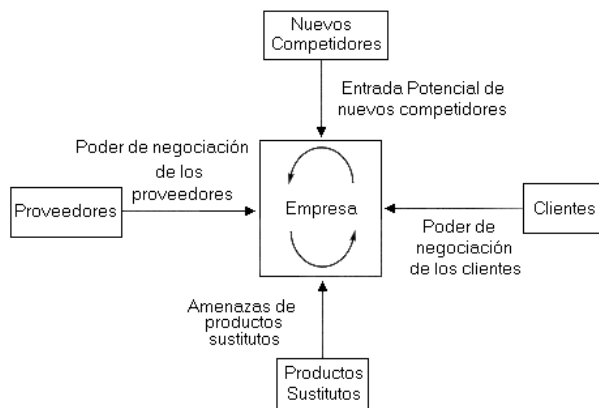 Nuevos
Competidores
Entrada Potencial de
nuevos competidores
Poder de negociación
de los
proveedores
Proveedores
Empresa
Clientes
Poder de
negociación
de los clientes
Amenazas de
productos
sustitutos
Productos
Sustitutos